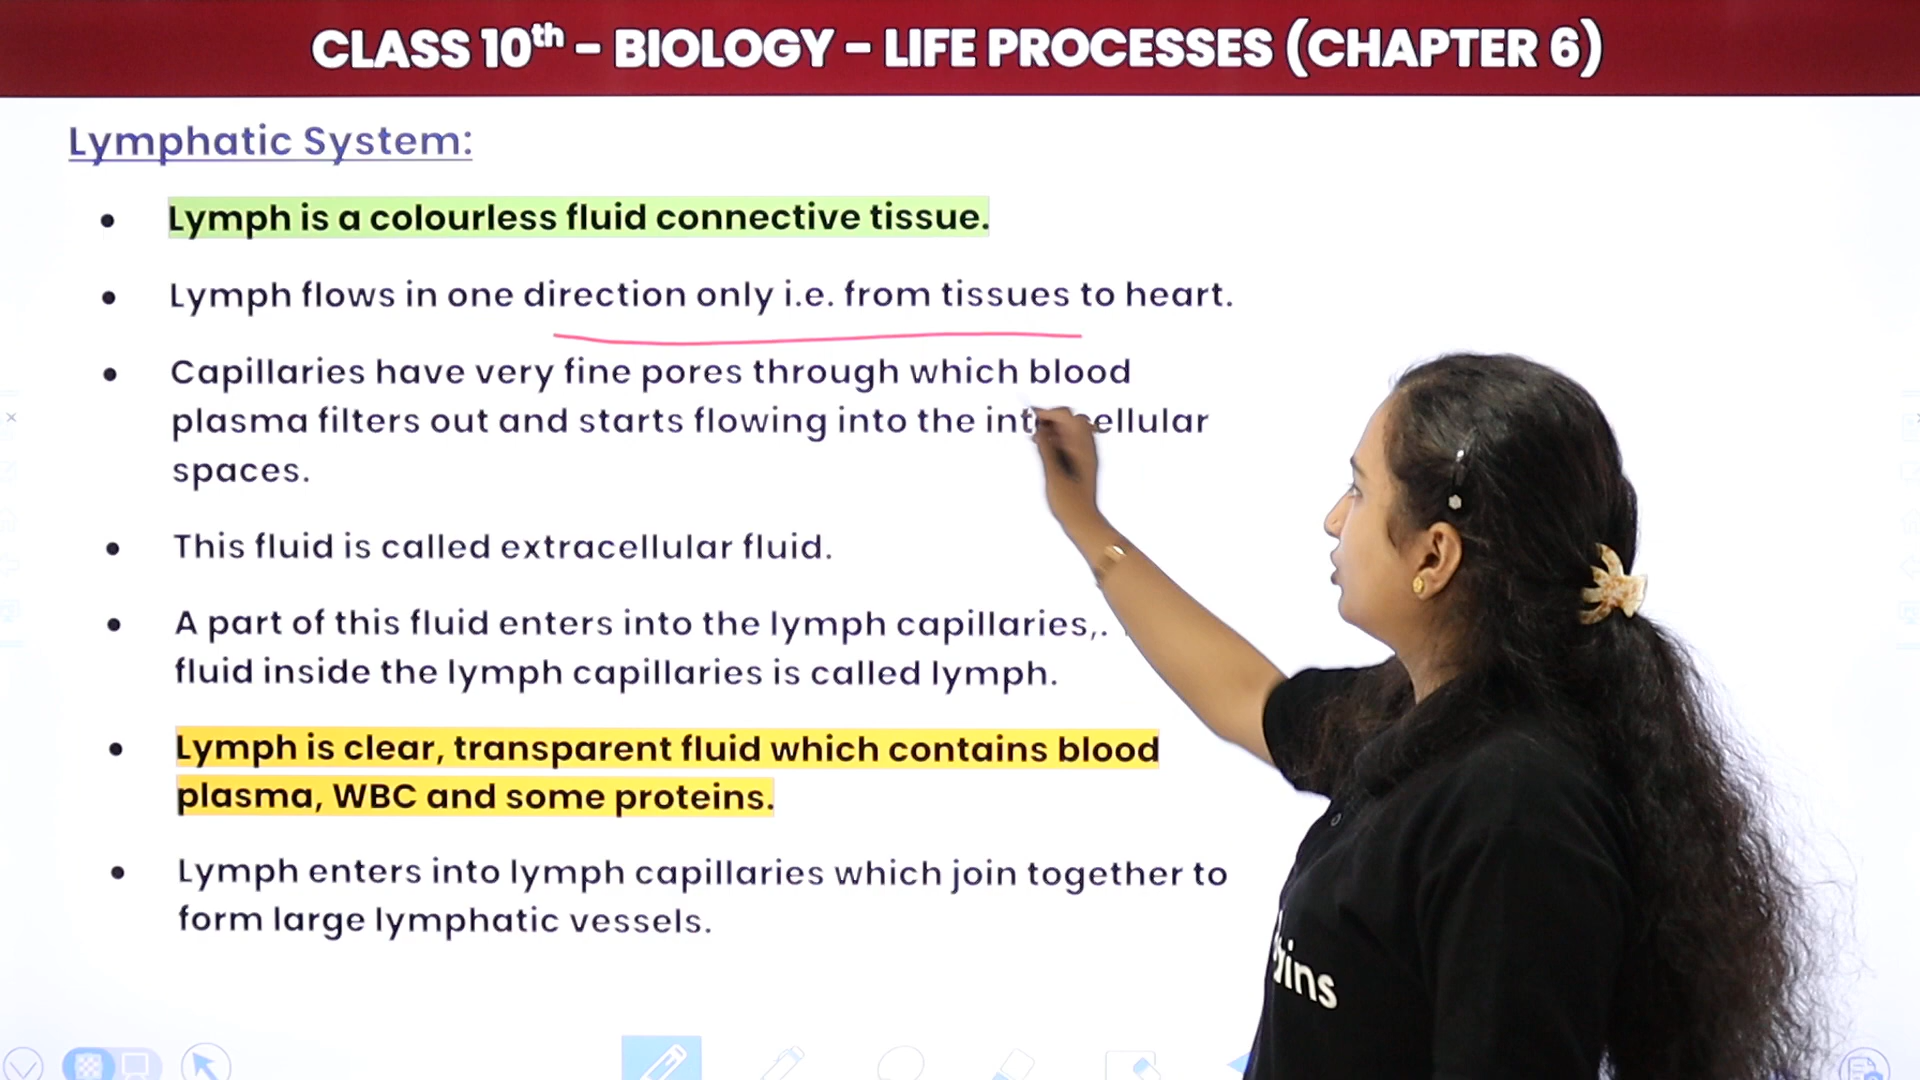 CLASS 10th – BIOLOGY – LIFE PROCESSES (CHAPTER 6)
Lymphatic System:
• Lymph is a colourless fluid connective tissue.
• Lymph flows in one direction only i.e. from tissues to heart.
• Capillaries have very fine pores through which blood
plasma filters out and starts flowing into the
spaces.
• This fluid is called extracellular fluid.
• A part of this fluid enters into the lymph capillaries,.
fluid inside the lymph capillaries is called lymph.
• Lymph is clear, transparent fluid which contains blood
plasma, WBC and some proteins.
• Lymph enters into lymph capillaries which join together to
form large lymphatic vessels.